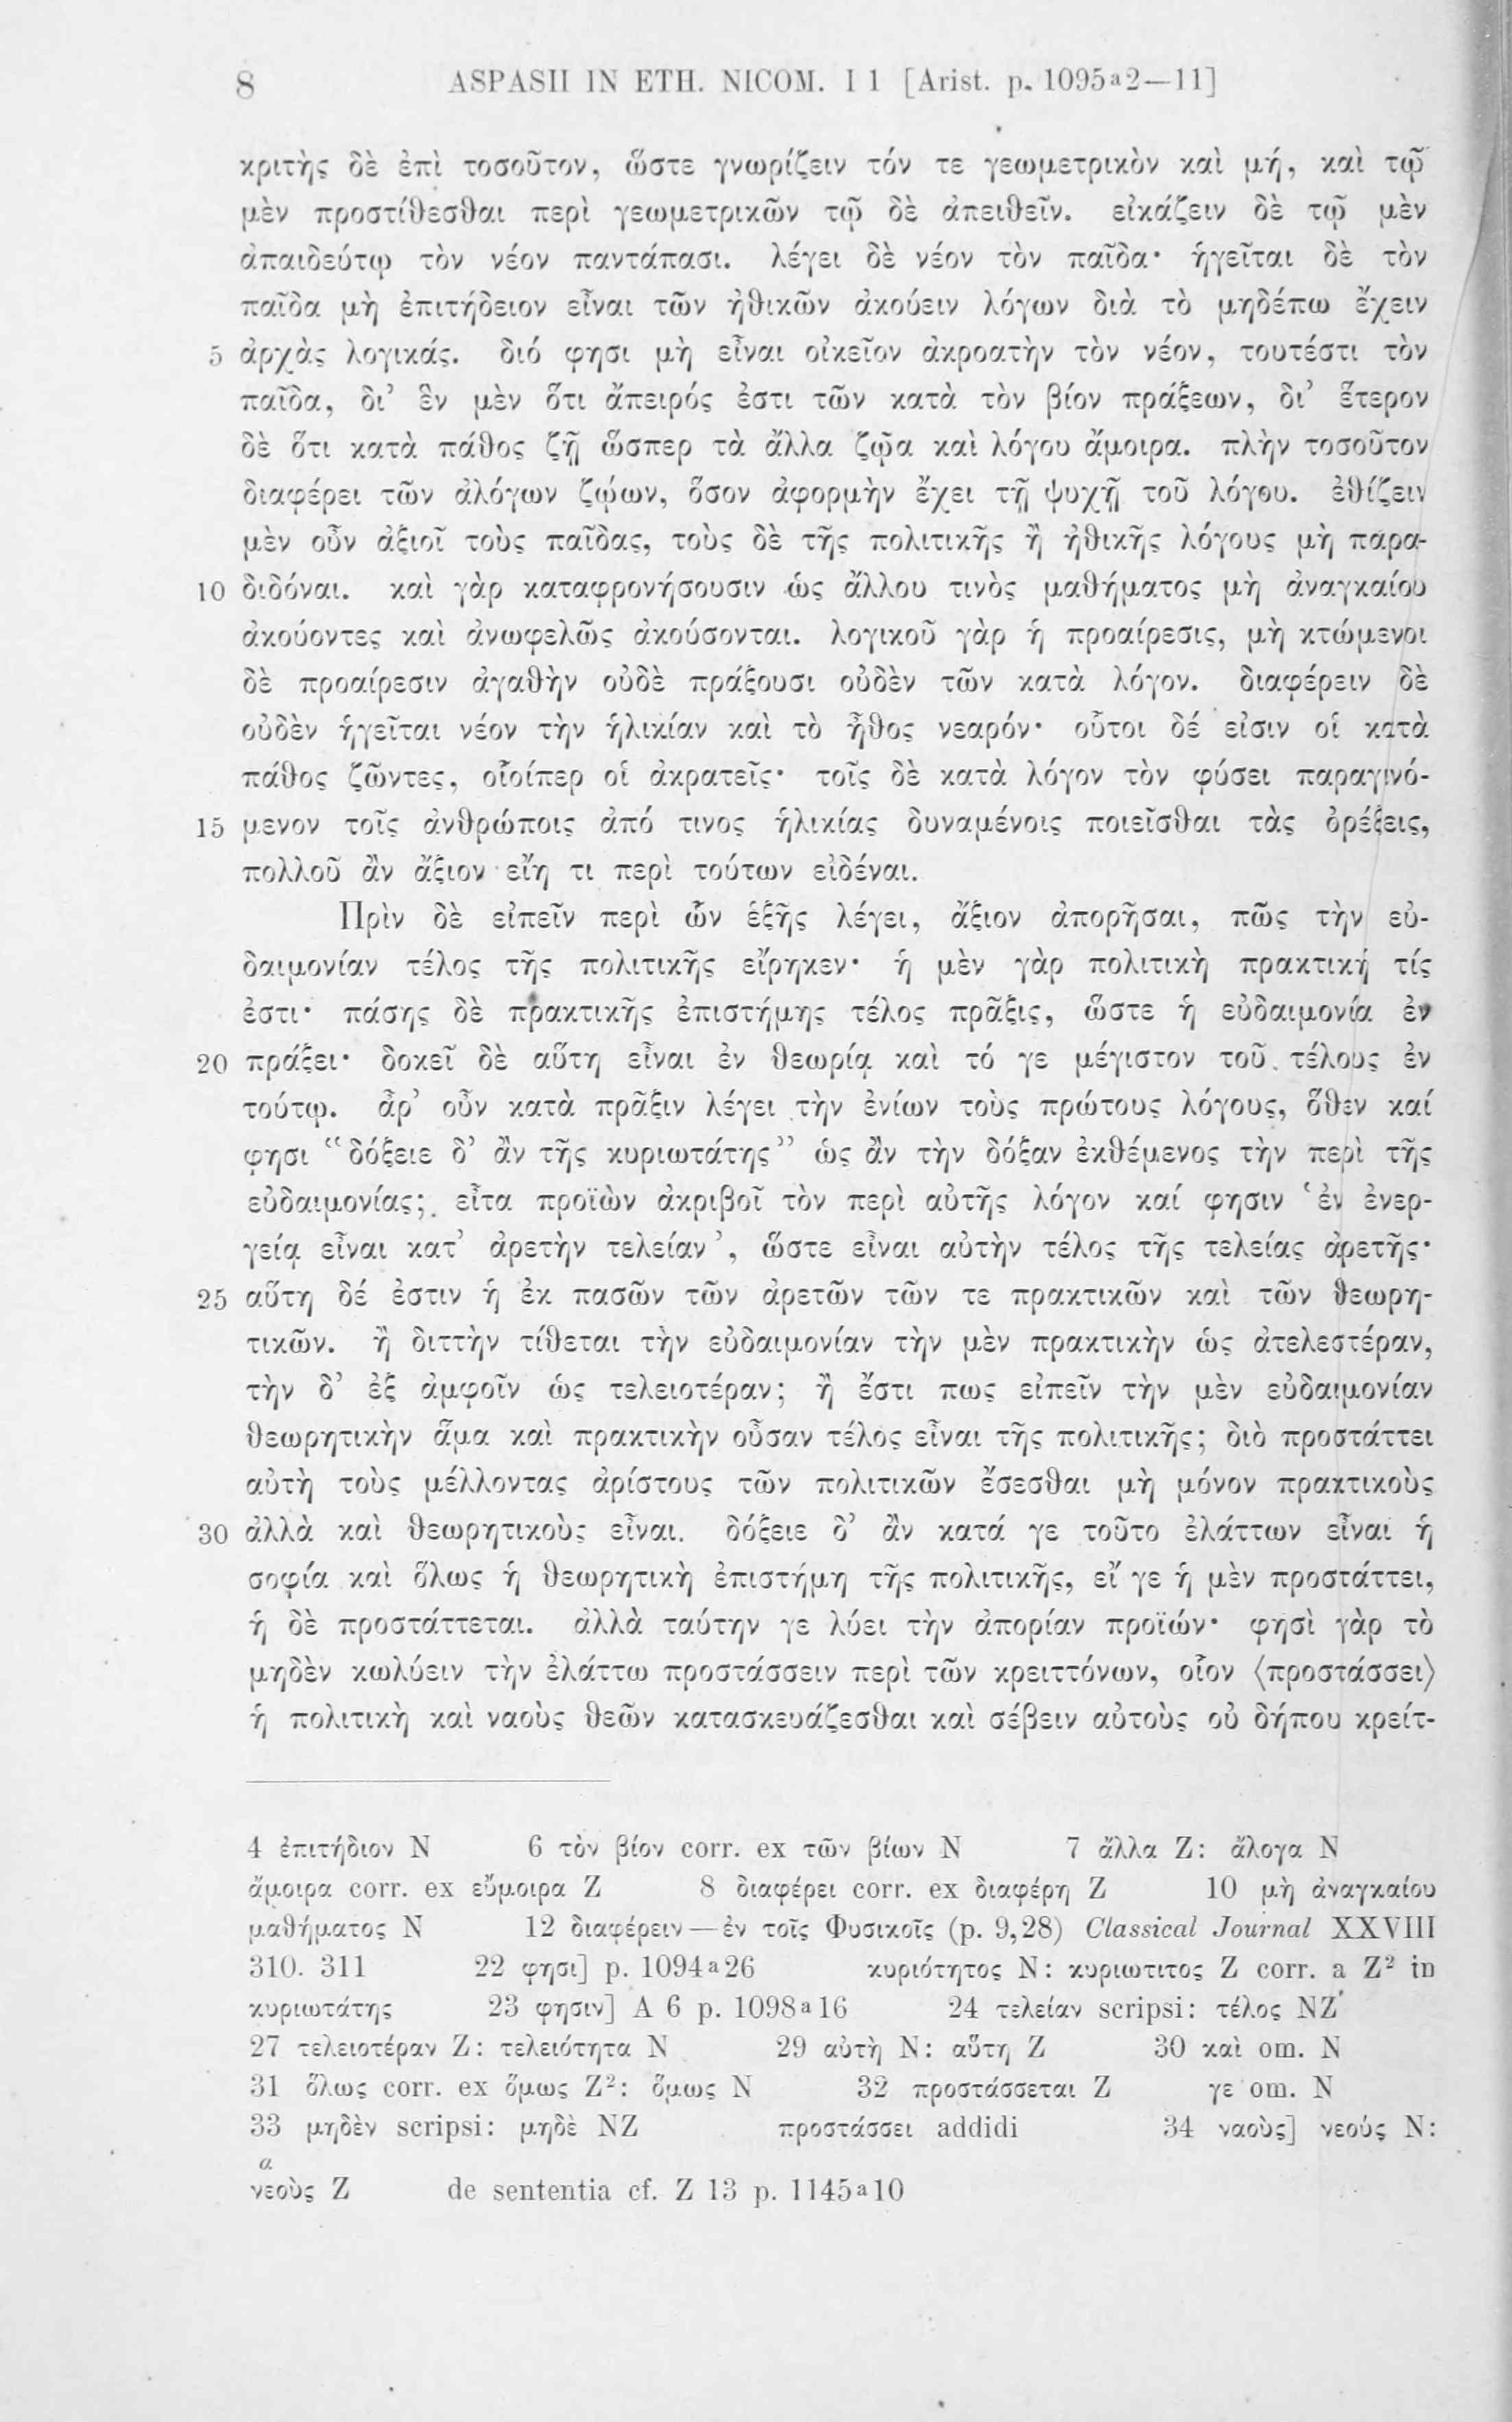 8 ASPASII IN ETH. NICOM. I 1 [Arist. p. 1095ᵃ2—11]
κριτὴς δὲ ἐπὶ τοσοῦτον, ὥστε γνωρίζειν τόν τε γεωμετρικὸν καὶ μή, καὶ τῷ
μὲν προστίθεσθαι περὶ γεωμετρικῶν τῷ δὲ ἀπειθεῖν. εἰκάζειν δὲ τῷ μὲν
ἀπαιδεύτῳ τὸν νέον παντάπασι. λέγει δὲ νέον τὸν παῖδα· ἡγεῖται δὲ τὸν
παῖδα μὴ ἐπιτήδειον εἶναι τῶν ἠθικῶν ἀκούειν λόγων διὰ τὸ μηδέπω ἔχειν
5 ἀρχὰς λογικάς. διό φησι μὴ εἶναι οἰκεῖον ἀκροατὴν τὸν νέον, τουτέστι τὸν
παῖδα, δι’ ἓν μὲν ὅτι ἄπειρός ἐστι τῶν κατὰ τὸν βίον πράξεων, δι’ ἕτερον
δὲ ὅτι κατὰ πάθος ζῇ ὥσπερ τὰ ἄλλα ζῷα καὶ λόγου ἄμοιρα. πλὴν τοσοῦτον
διαφέρει τῶν ἀλόγων ζῴων, ὅσον ἀφορμὴν ἔχει τῇ ψυχῇ τοῦ λόγου. ἐθίζειν
μὲν οὖν ἀξιοῖ τοὺς παῖδας, τοὺς δὲ τῆς πολιτικῆς ἢ ἠθικῆς λόγους μὴ παρα-
10 διδόναι. καὶ γὰρ καταφρονήσουσιν ὡς ἄλλου τινὸς μαθήματος μὴ ἀναγκαίου
ἀκούοντες καὶ ἀνωφελῶς ἀκούσονται. λογικοῦ γὰρ ἡ προαίρεσις, μὴ κτώμενοι
δὲ προαίρεσιν ἀγαθὴν οὐδὲ πράξουσι οὐδὲν τῶν κατὰ λόγον. διαφέρειν δὲ
οὐδὲν ἡγεῖται νέον τὴν ἡλικίαν καὶ τὸ ἦθος νεαρόν· οὗτοι δέ εἰσιν οἱ κατὰ
πάθος ζῶντες, οἷοίπερ οἱ ἀκρατεῖς· τοῖς δὲ κατὰ λόγον τὸν φύσει παραγινό-
15 μενον τοῖς ἀνθρώποις ἀπό τινος ἡλικίας δυναμένοις ποιεῖσθαι τὰς ὀρέξεις,
πολλοῦ ἂν ἄξιον εἴη τι περὶ τούτων εἰδέναι.
Πρὶν δὲ εἰπεῖν περὶ ὧν ἑξῆς λέγει, ἄξιον ἀπορῆσαι, πῶς τὴν εὐ-
δαιμονίαν τέλος τῆς πολιτικῆς εἴρηκεν· ἡ μὲν γὰρ πολιτικὴ πρακτική τίς
ἐστι· πάσης δὲ πρακτικῆς ἐπιστήμης τέλος πρᾶξις, ὥστε ἡ εὐδαιμονία ἐν
20 πράξει· δοκεῖ δὲ αὕτη εἶναι ἐν θεωρίᾳ καὶ τό γε μέγιστον τοῦ τέλους ἐν
τούτῳ. ἆρ’ οὖν κατὰ πρᾶξιν λέγει τὴν ἐνίων τοὺς πρώτους λόγους, ὅθεν καί
φησι “δόξειε δ’ ἂν τῆς κυριωτάτης” ὡς ἂν τὴν δόξαν ἐκθέμενος τὴν περὶ τῆς
εὐδαιμονίας; εἶτα προϊὼν ἀκριβοῖ τὸν περὶ αὐτῆς λόγον καί φησιν ‘ἐν ἐνερ-
γείᾳ εἶναι κατ’ ἀρετὴν τελείαν’, ὥστε εἶναι αὐτὴν τέλος τῆς τελείας ἀρετῆς·
25 αὕτη δέ ἐστιν ἡ ἐκ πασῶν τῶν ἀρετῶν τῶν τε πρακτικῶν καὶ τῶν θεωρη-
τικῶν. ἢ διττὴν τίθεται τὴν εὐδαιμονίαν τὴν μὲν πρακτικὴν ὡς ἀτελεστέραν,
τὴν δ’ ἐξ ἀμφοῖν ὡς τελειοτέραν; ἢ ἔστι πως εἰπεῖν τὴν μὲν εὐδαιμονίαν
θεωρητικὴν ἅμα καὶ πρακτικὴν οὖσαν τέλος εἶναι τῆς πολιτικῆς; διὸ προστάττει
αὐτὴ τοὺς μέλλοντας ἀρίστους τῶν πολιτικῶν ἔσεσθαι μὴ μόνον πρακτικοὺς
30 ἀλλὰ καὶ θεωρητικοὺς εἶναι. δόξειε δ’ ἂν κατά γε τοῦτο ἐλάττων εἶναι ἡ
σοφία καὶ ὅλως ἡ θεωρητικὴ ἐπιστήμη τῆς πολιτικῆς, εἴ γε ἡ μὲν προστάττει,
ἡ δὲ προστάττεται. ἀλλὰ ταύτην γε λύει τὴν ἀπορίαν προϊών· φησὶ γὰρ τὸ
μηδὲν κωλύειν τὴν ἐλάττω προστάσσειν περὶ τῶν κρειττόνων, οἷον ⟨προστάσσει⟩
ἡ πολιτικὴ καὶ ναοὺς θεῶν κατασκευάζεσθαι καὶ σέβειν αὐτοὺς οὐ δήπου κρείτ-
4 ἐπιτήδιον N 6 τὸν βίον corr. ex τῶν βίων N 7 ἄλλα Z: ἄλογα N
ἄμοιρα corr. ex εὔμοιρα Z 8 διαφέρει corr. ex διαφέρη Z 10 μὴ ἀναγκαίου
μαθήματος N 12 διαφέρειν—ἐν τοῖς Φυσικοῖς (p. 9,28) Classical Journal XXVIII
310. 311 22 φησι] p. 1094ᵃ26 κυριότητος N: κυριωτιτος Z corr. a Z² in
κυριωτάτης 23 φησιν] A 6 p. 1098ᵃ16 24 τελείαν scripsi: τέλος NZ
27 τελειοτέραν Z: τελειότητα N 29 αὐτὴ N: αὕτη Z 30 καὶ om. N
31 ὅλως corr. ex ὅμως Z²: ὅμως N 32 προστάσσεται Z γε om. N
33 μηδὲν scripsi: μηδὲ NZ προστάσσει addidi 34 ναοὺς] νεούς N:
α
νεοὺς Z de sententia cf. Z 13 p. 1145ᵃ10